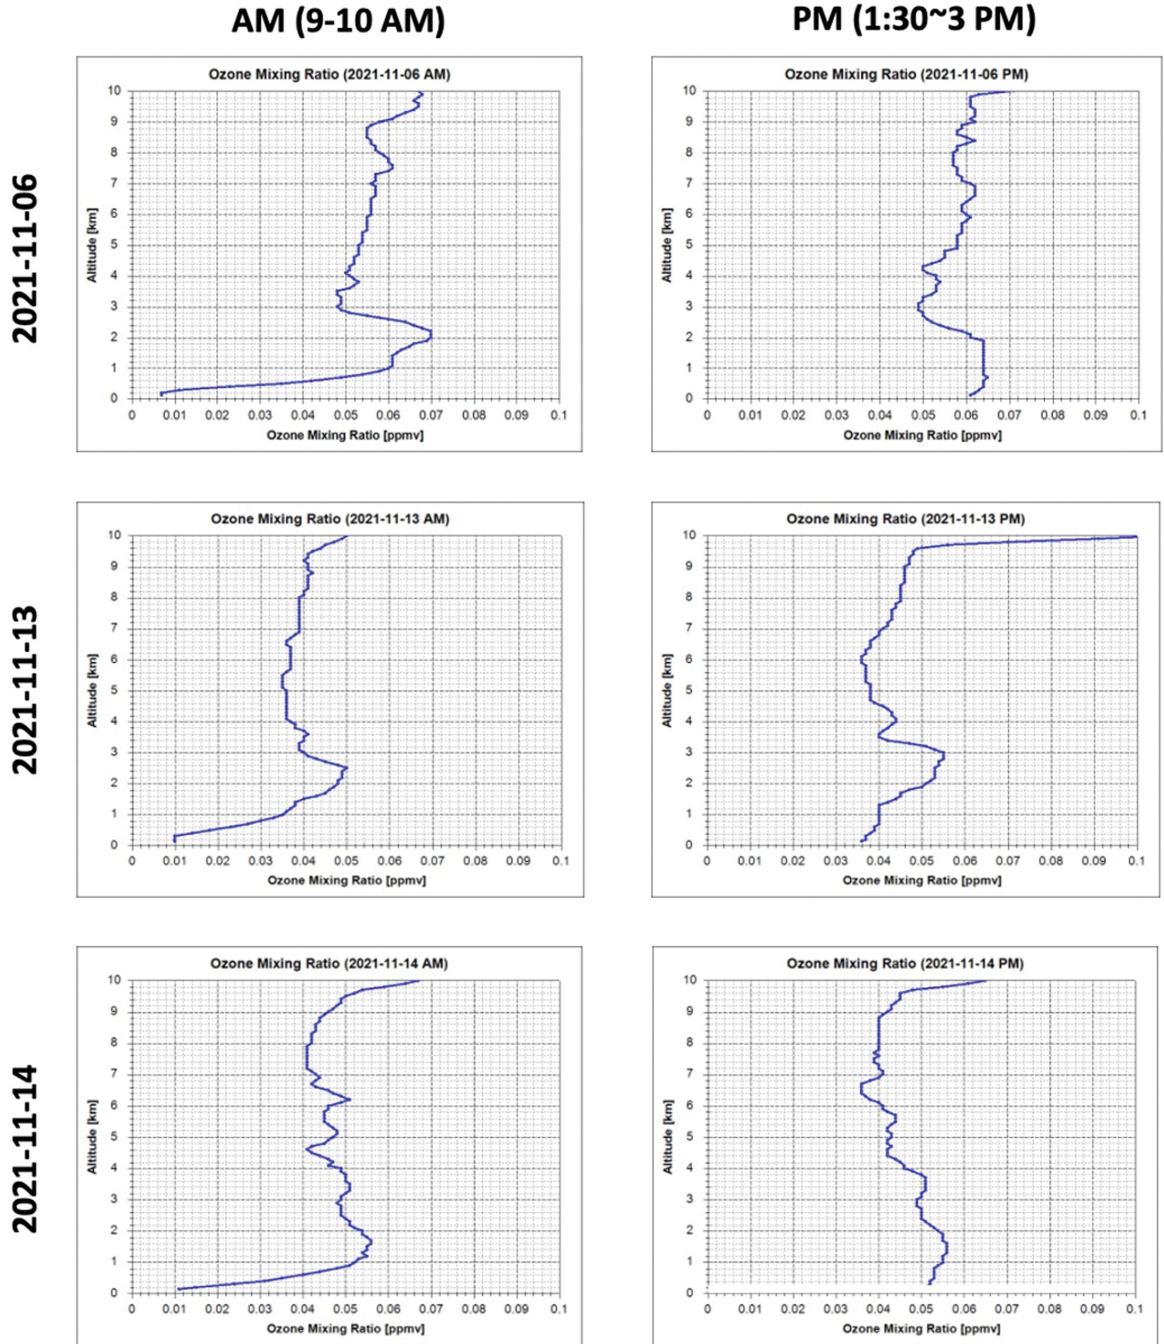 AM (9-10 AM)
PM (1:30~3 PM)
2021-11-06
Ozone Mixing Ratio (2021-11-06 AM)
Altitude [km]
10
9
8
7
6
5
4
3
2
1
0
0 0.01 0.02 0.03 0.04 0.05 0.06 0.07 0.08 0.09 0.1
Ozone Mixing Ratio [ppmv]
Ozone Mixing Ratio (2021-11-06 PM)
Altitude [km]
10
9
8
7
6
5
4
3
2
1
0
0 0.01 0.02 0.03 0.04 0.05 0.06 0.07 0.08 0.09 0.1
Ozone Mixing Ratio [ppmv]
2021-11-13
Ozone Mixing Ratio (2021-11-13 AM)
Altitude [km]
10
9
8
7
6
5
4
3
2
1
0
0 0.01 0.02 0.03 0.04 0.05 0.06 0.07 0.08 0.09 0.1
Ozone Mixing Ratio [ppmv]
Ozone Mixing Ratio (2021-11-13 PM)
Altitude [km]
10
9
8
7
6
5
4
3
2
1
0
0 0.01 0.02 0.03 0.04 0.05 0.06 0.07 0.08 0.09 0.1
Ozone Mixing Ratio [ppmv]
2021-11-14
Ozone Mixing Ratio (2021-11-14 AM)
Altitude [km]
10
9
8
7
6
5
4
3
2
1
0
0 0.01 0.02 0.03 0.04 0.05 0.06 0.07 0.08 0.09 0.1
Ozone Mixing Ratio [ppmv]
Ozone Mixing Ratio (2021-11-14 PM)
Altitude [km]
10
9
8
7
6
5
4
3
2
1
0
0 0.01 0.02 0.03 0.04 0.05 0.06 0.07 0.08 0.09 0.1
Ozone Mixing Ratio [ppmv]